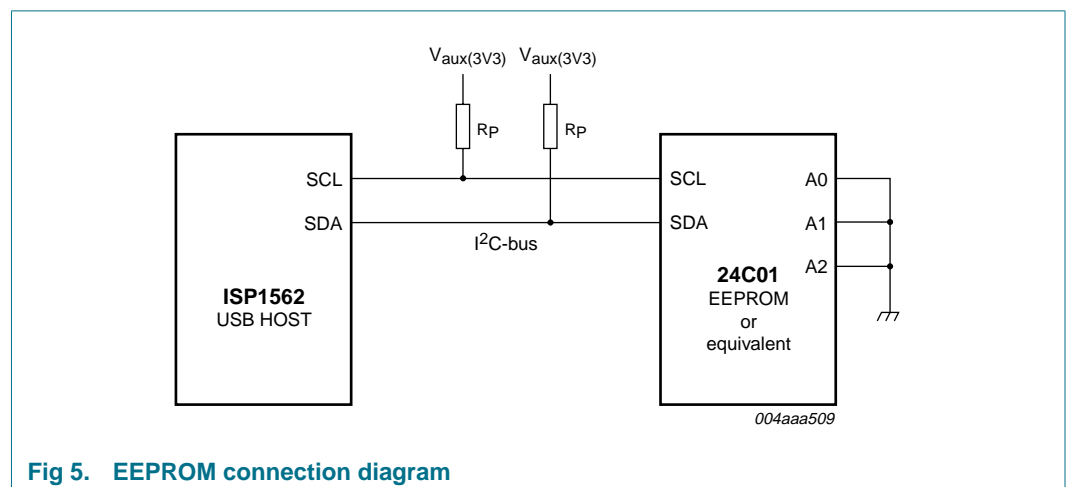 Vaux(3V3) Vaux(3V3)
RP RP
SCL SCL A0
SDA SDA A1
I2C-bus
A2
ISP1562
USB HOST
24C01
EEPROM
or
equivalent
004aaa509
Fig 5. EEPROM connection diagram